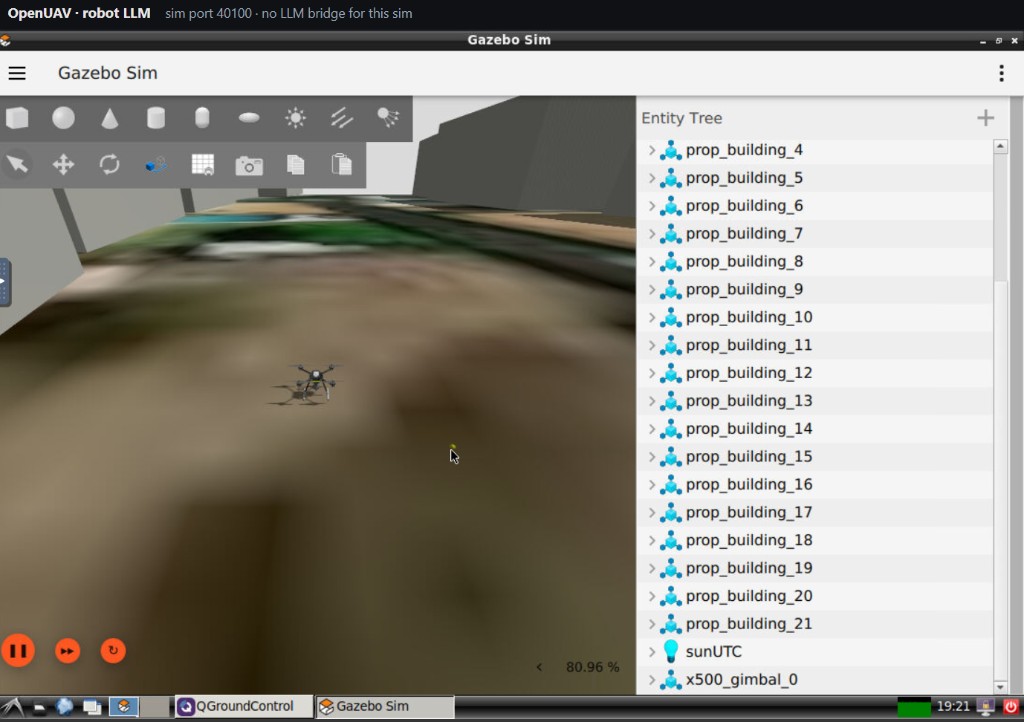 OpenUAV · robot LLM sim port 40100 · no LLM bridge for this sim
Gazebo Sim
Gazebo Sim
Entity Tree
prop_building_4
prop_building_5
prop_building_6
prop_building_7
prop_building_8
prop_building_9
prop_building_10
prop_building_11
prop_building_12
prop_building_13
prop_building_14
prop_building_15
prop_building_16
prop_building_17
prop_building_18
prop_building_19
prop_building_20
prop_building_21
sunUTC
x500_gimbal_0
80.96 %
QGroundControl
Gazebo Sim
19:21